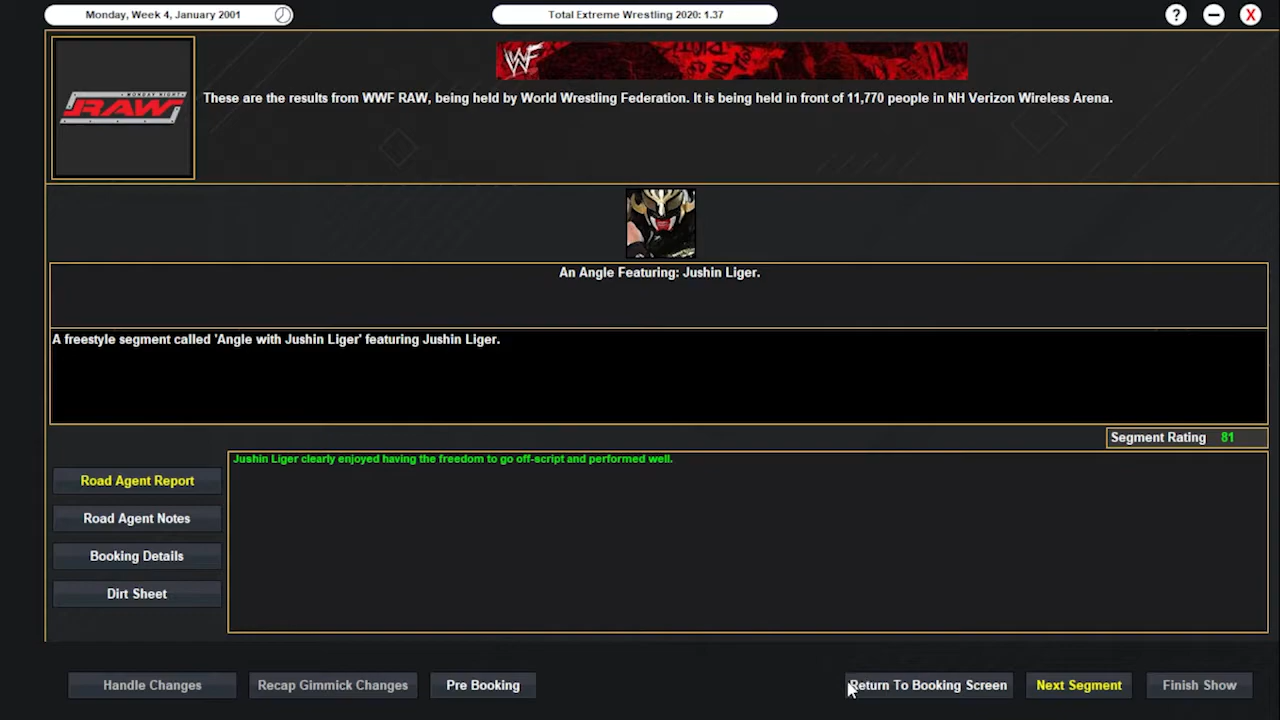 Monday, Week 4, January 2001
Total Extreme Wrestling 2020: 1.37
?
X
WF
MONDAY NIGHT
RAW
These are the results from WWF RAW, being held by World Wrestling Federation. It is being held in front of 11,770 people in NH Verizon Wireless Arena.
An Angle Featuring: Jushin Liger.
A freestyle segment called 'Angle with Jushin Liger' featuring Jushin Liger.
Segment Rating 81
Jushin Liger clearly enjoyed having the freedom to go off-script and performed well.
Road Agent Report
Road Agent Notes
Booking Details
Dirt Sheet
Handle Changes
Recap Gimmick Changes
Pre Booking
Return To Booking Screen
Next Segment
Finish Show